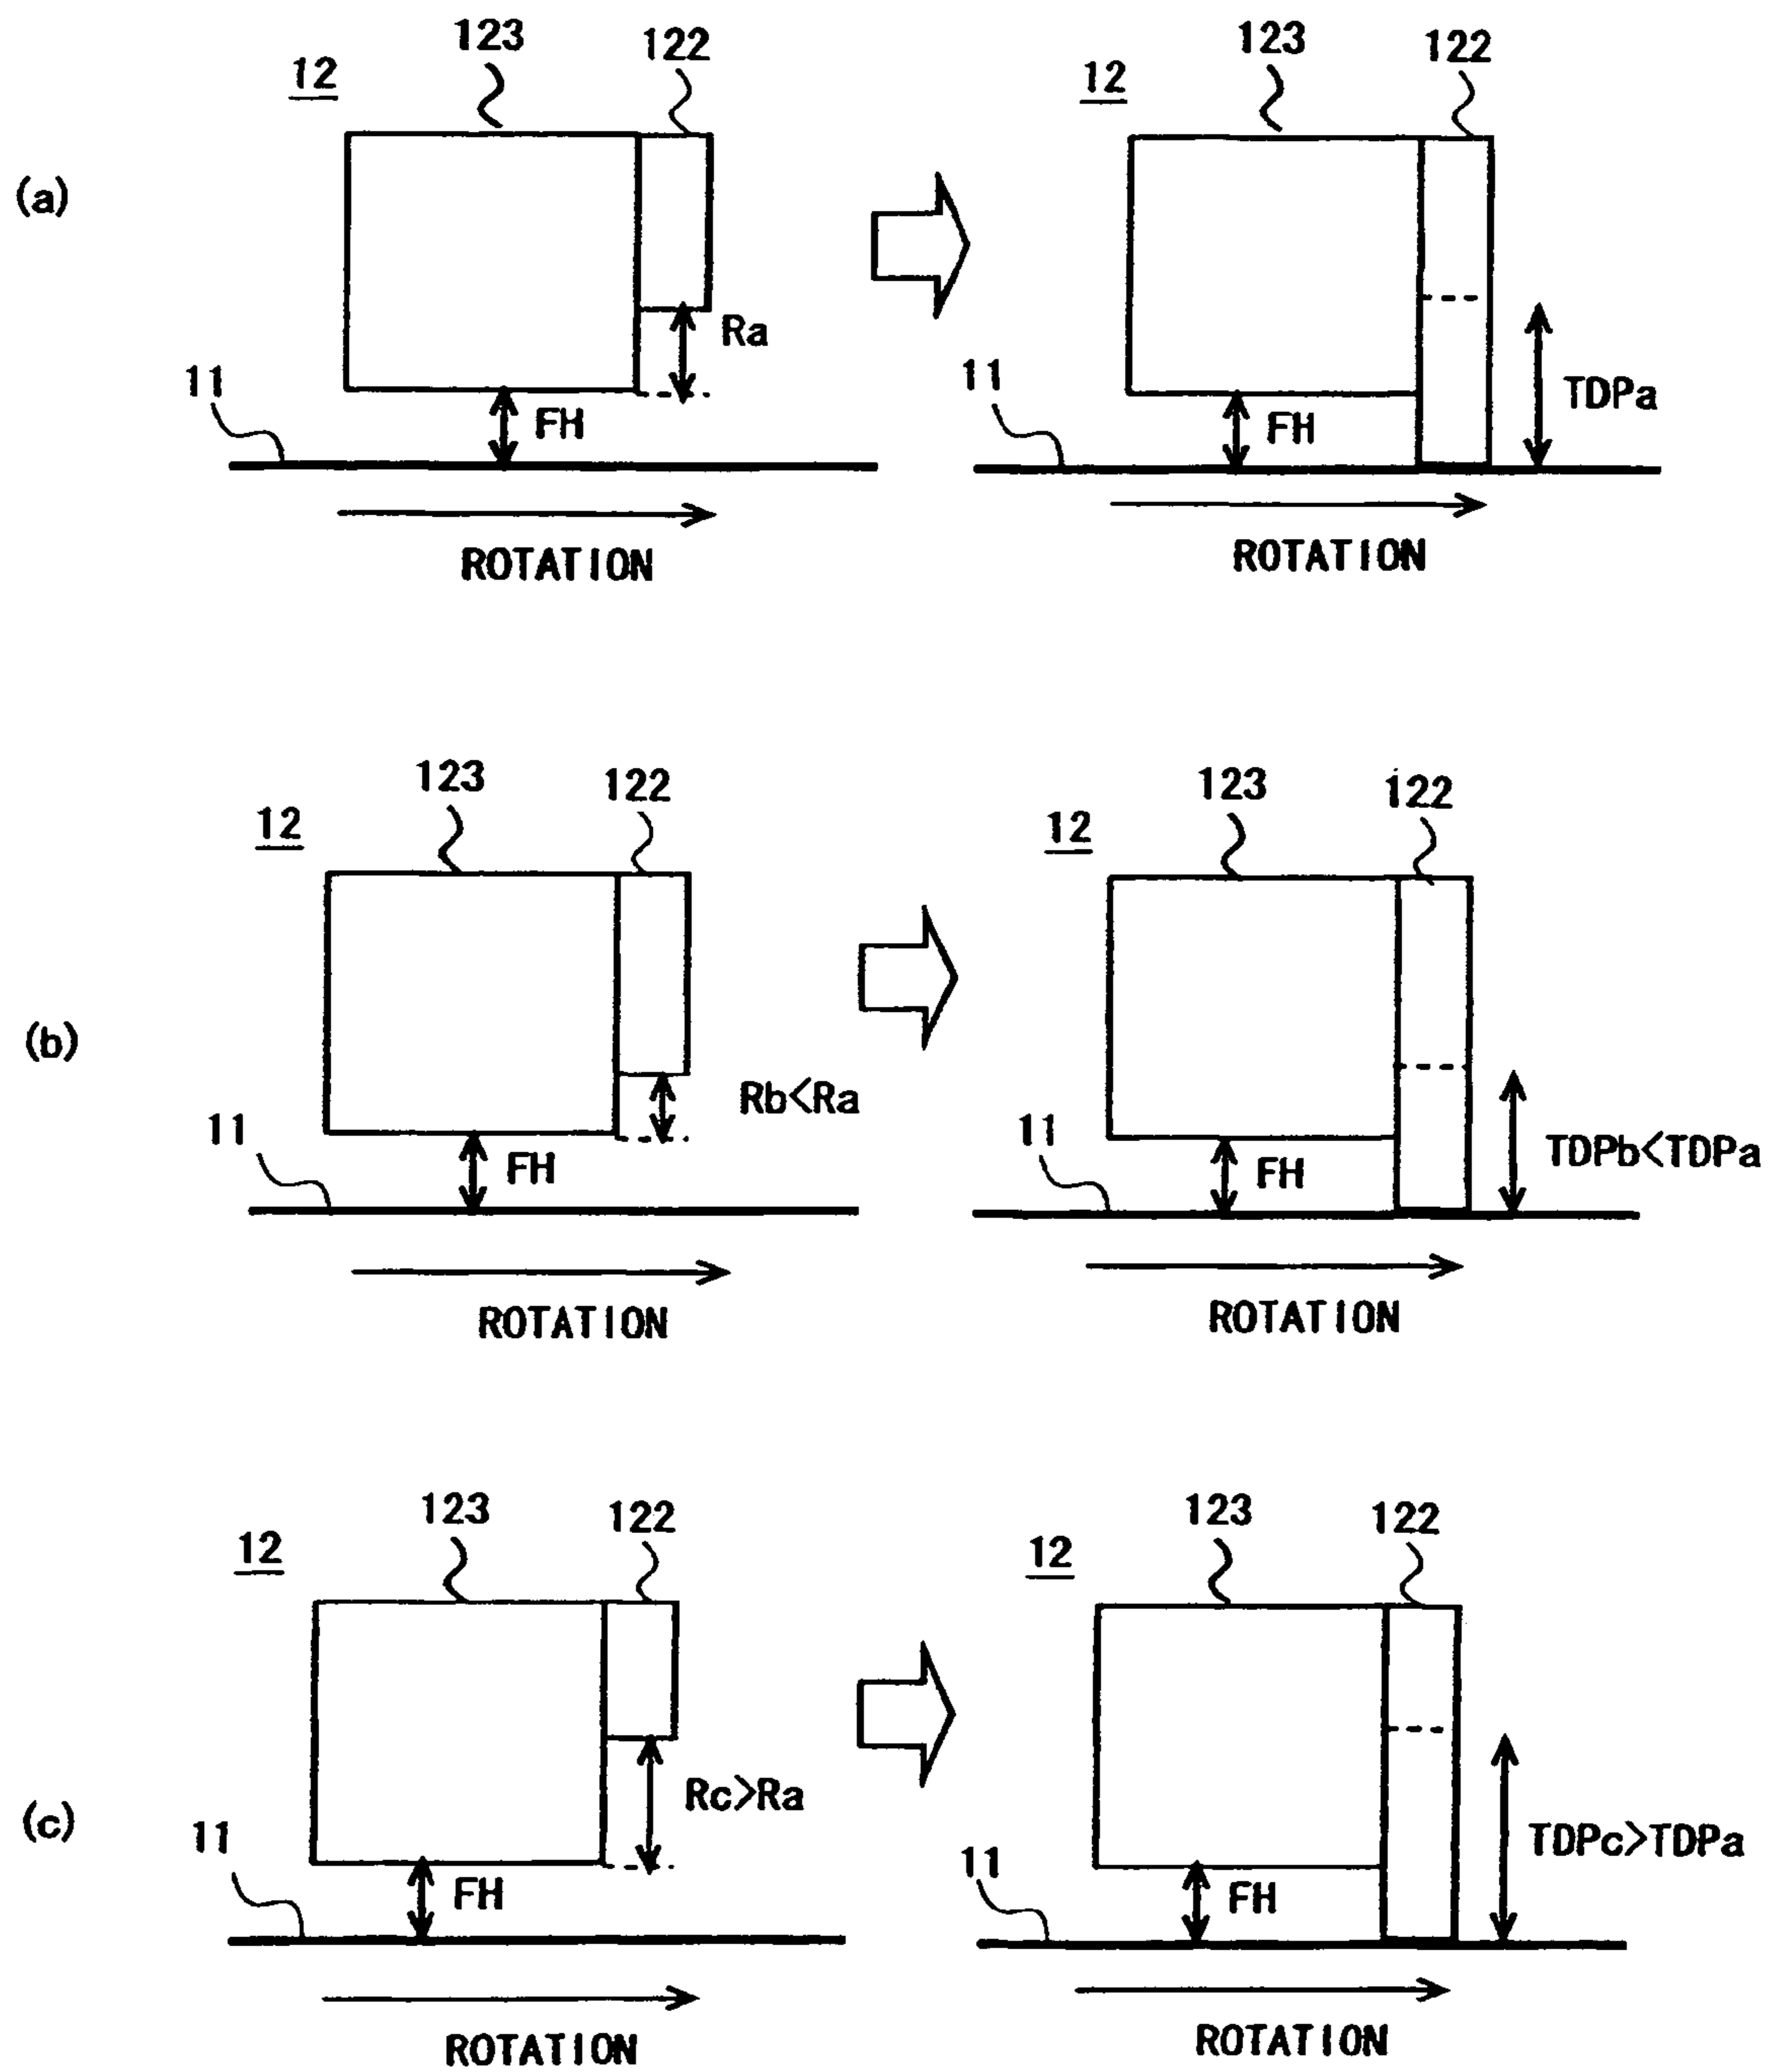 123 122 123 122
12 12
(a)
Ra
11 FH 11 FH TDPa
ROTATION ROTATION
123 122 123 122
12 12
(b)
Rb<Ra
11 FH 11 FH TDPb<TDPa
ROTATION ROTATION
123 122 123 122
12 12
(c)
Rc>Ra
11 FH 11 FH TDPc>TDPa
ROTATION ROTATION